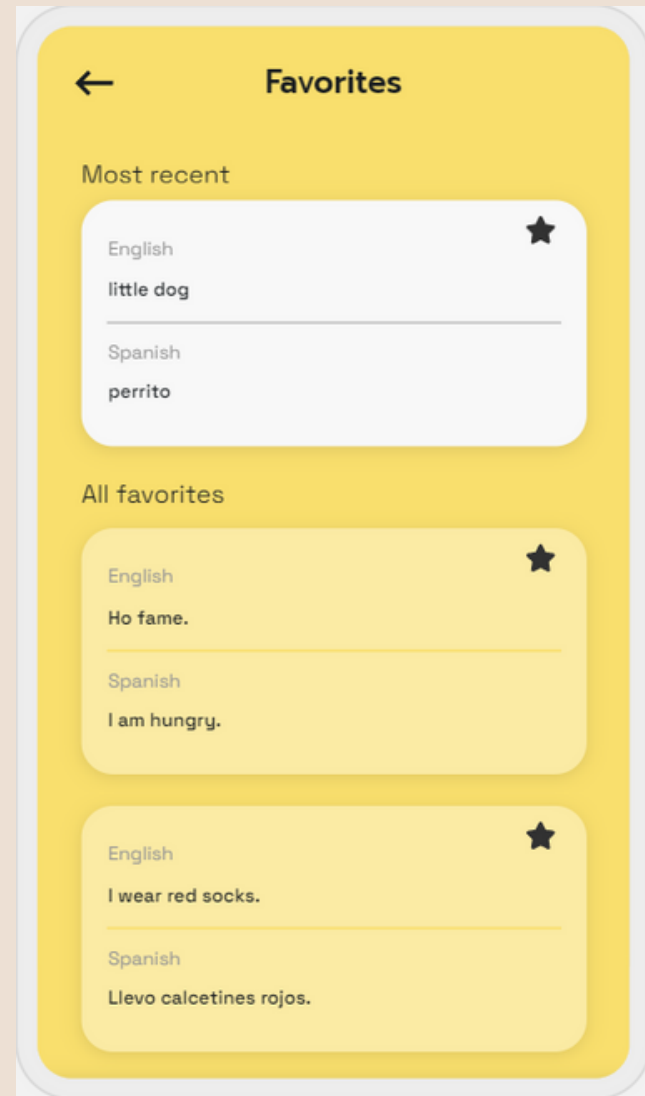 Favorites
Most recent
English
little dog
Spanish
perrito
All favorites
English
Ho fame.
Spanish
I am hungry.
English
I wear red socks.
Spanish
Llevo calcetines rojos.